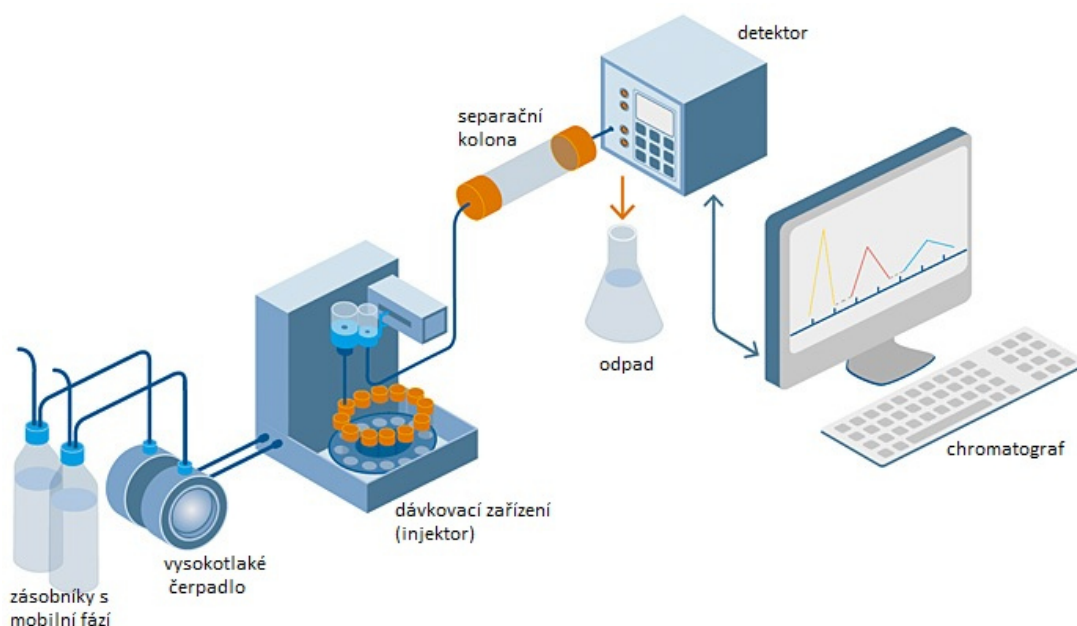 detektor
separační
kolona
odpad
chromatograf
dávkovací zařízení
(injektor)
vysokotlaké
čerpadlo
zásobníky s
mobilní fází